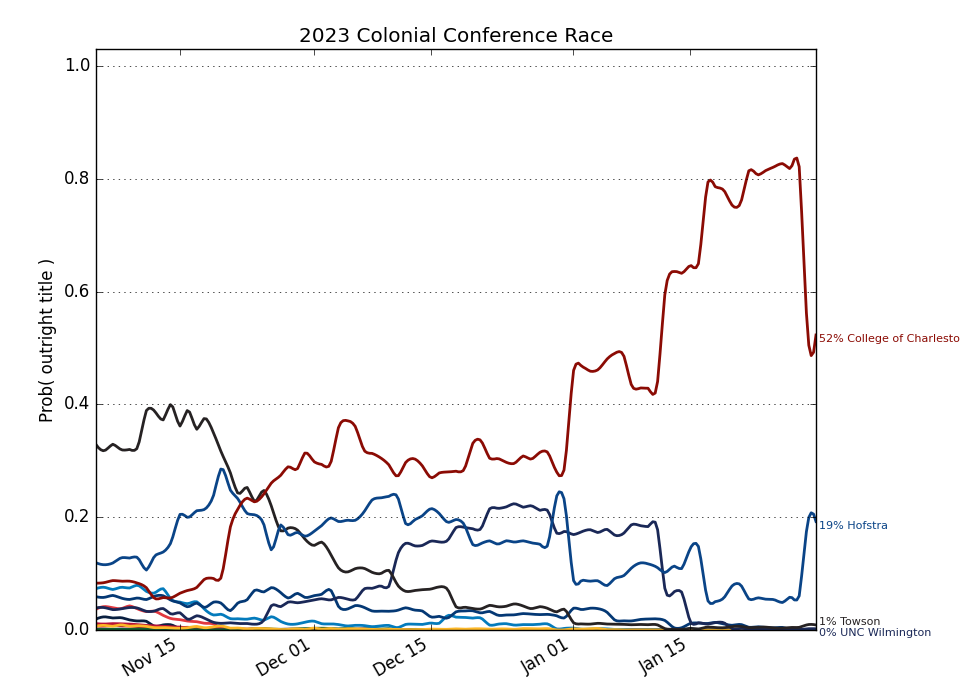 2023 Colonial Conference Race
Prob( outright title )
1.0
0.8
0.6
0.4
0.2
0.0
Nov 15
Dec 01
Dec 15
Jan 01
Jan 15
52% College of Charlesto
19% Hofstra
1% Towson
0% UNC Wilmington